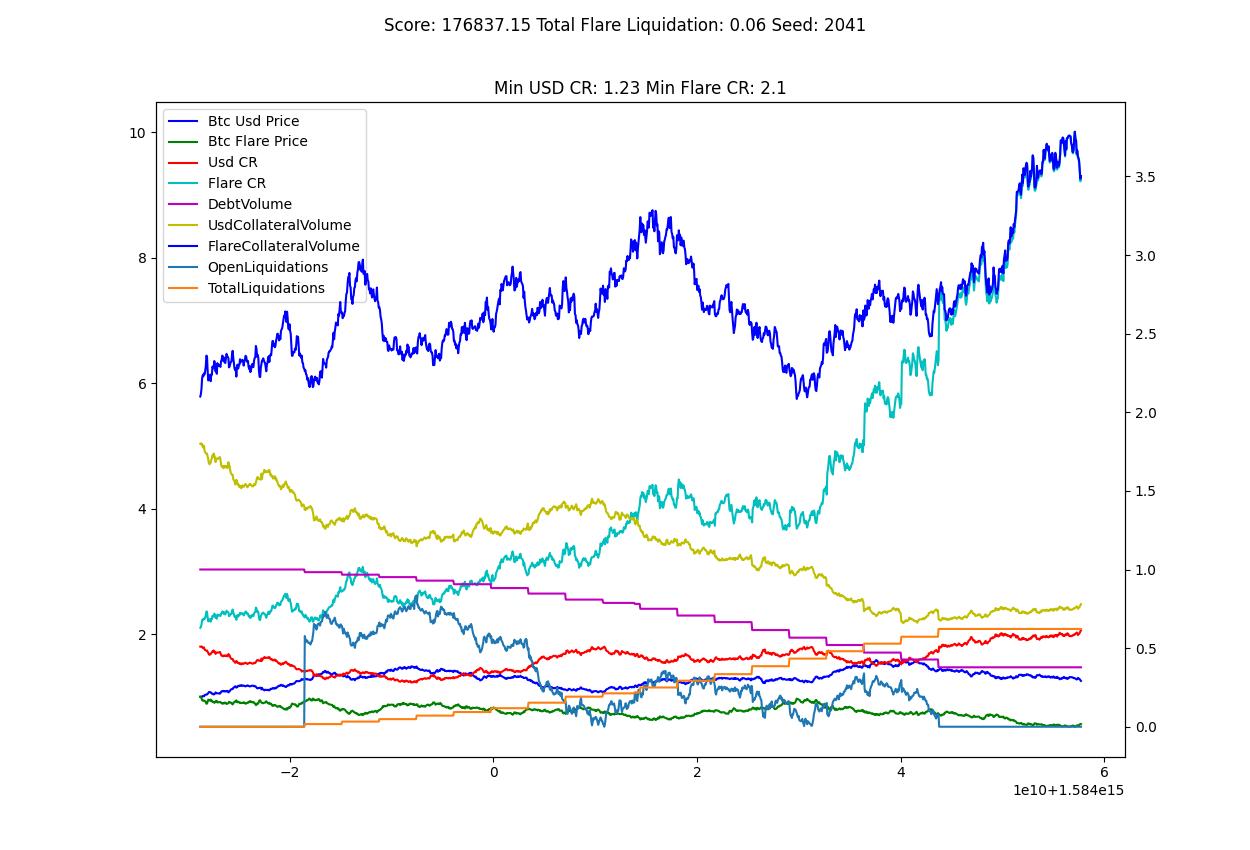 Score: 176837.15 Total Flare Liquidation: 0.06 Seed: 2041
Min USD CR: 1.23 Min Flare CR: 2.1
Btc Usd Price
Btc Flare Price
Usd CR
Flare CR
DebtVolume
UsdCollateralVolume
FlareCollateralVolume
OpenLiquidations
TotalLiquidations
10
8
6
4
2
3.5
3.0
2.5
2.0
1.5
1.0
0.5
0.0
−2 0 2 4 6
1e10+1.584e15